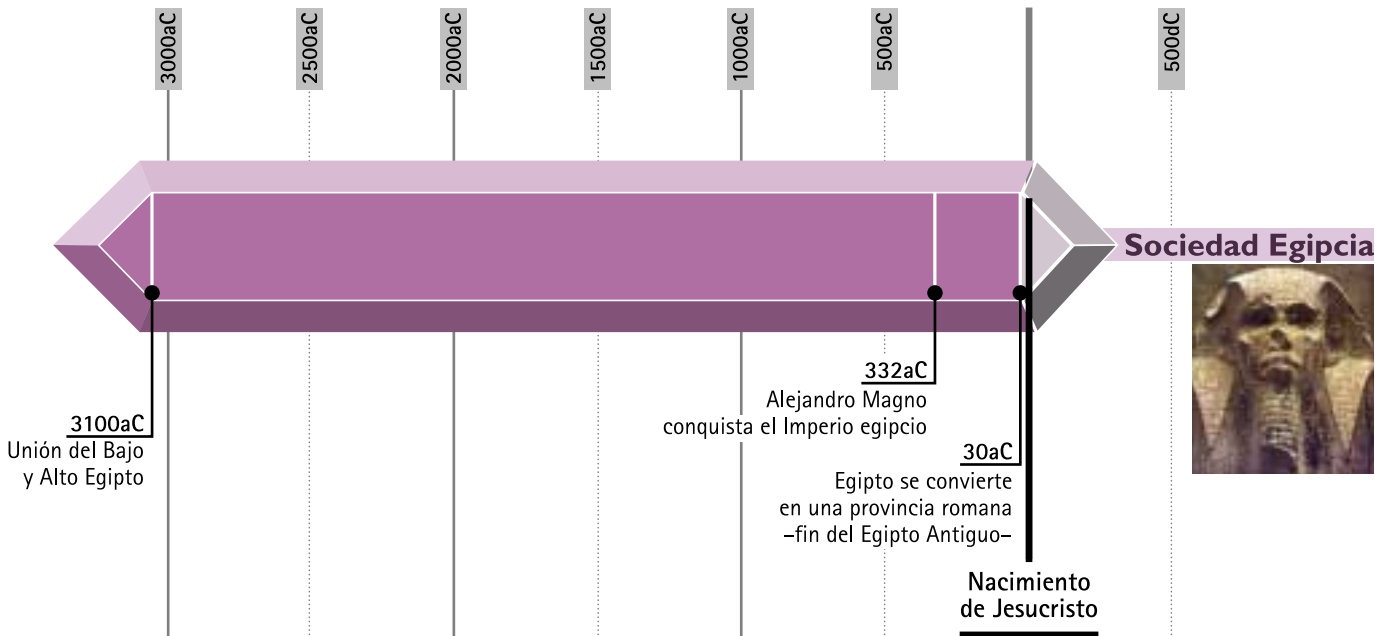 3000aC
2500aC
2000aC
1500aC
1000aC
500aC
500dC
Sociedad Egipcia
3100aC
Unión del Bajo
y Alto Egipto
332aC
Alejandro Magno
conquista el Imperio egipcio
30aC
Egipto se convierte
en una provincia romana
–fin del Egipto Antiguo–
Nacimiento
de Jesucristo